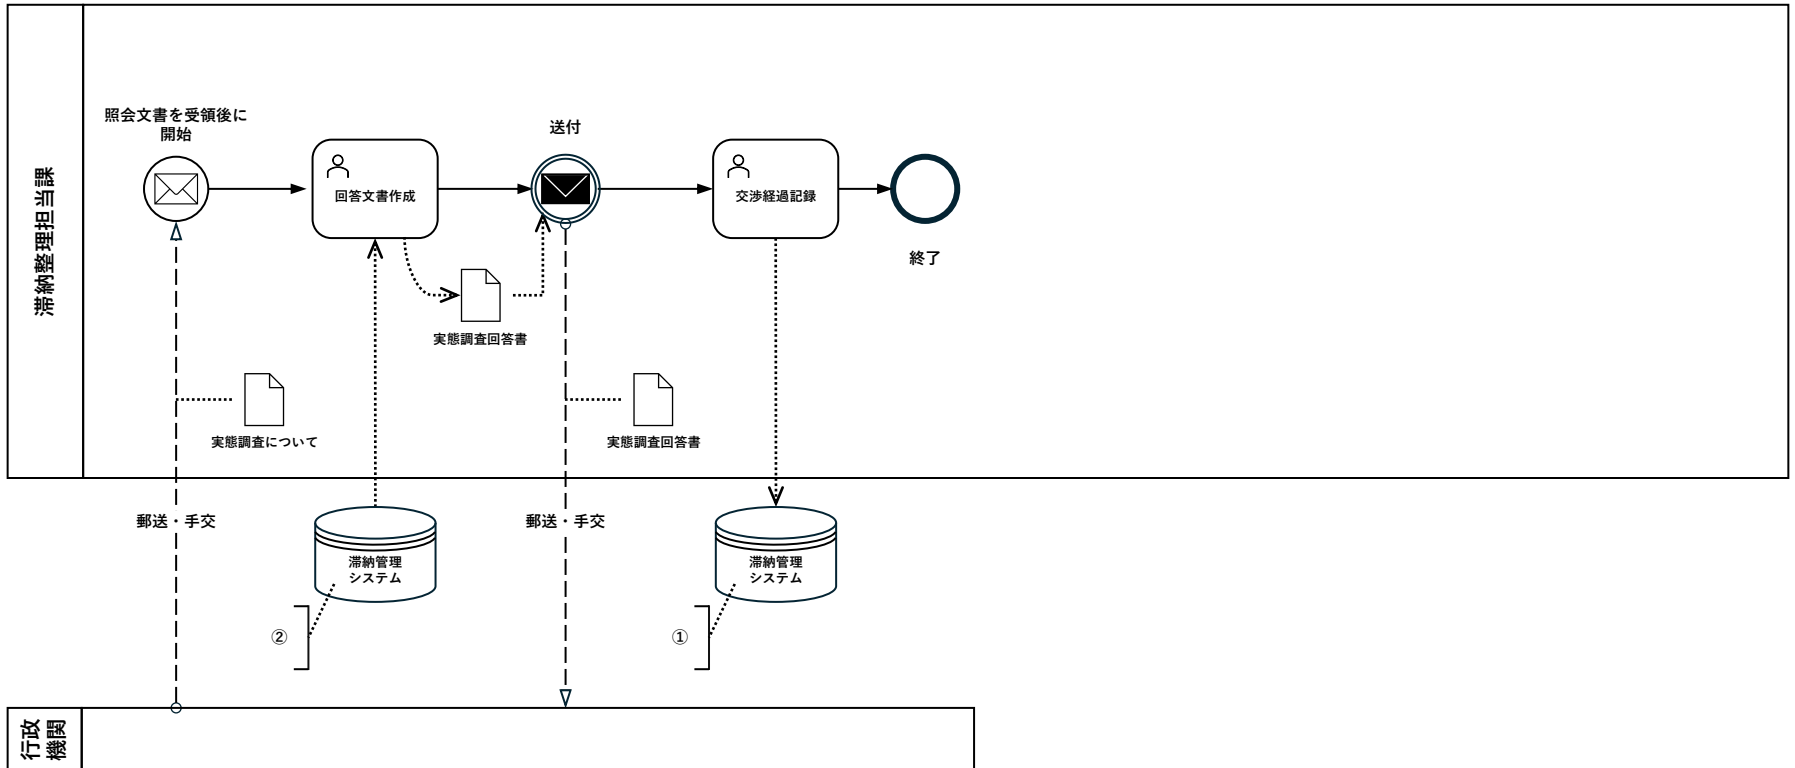 滞納整理担当課
照会文書を受領後に
開始
回答文書作成
送付
交渉経過記録
終了
実態調査回答書
実態調査について
実態調査回答書
郵送・手交
郵送・手交
滞納管理
システム
滞納管理
システム
②
①
行政
機関